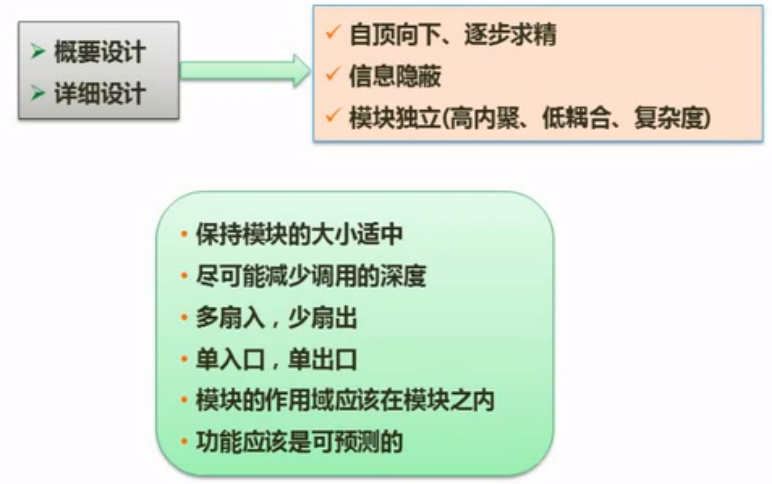 概要设计
详细设计
自顶向下、逐步求精
信息隐蔽
模块独立(高内聚、低耦合、复杂度)
保持模块的大小适中
尽可能减少调用的深度
多扇入，少扇出
单入口，单出口
模块的作用域应该在模块之内
功能应该是可预测的